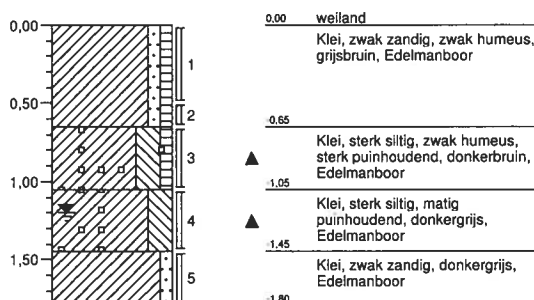 0,00
0,50
1,00
1,50
1
2
3
4
5
0,00 weiland
Klei, zwak zandig, zwak humeus,
grijsbruin, Edelmanboor
-0.65
Klei, sterk siltig, zwak humeus,
sterk puinhoudend, donkerbruin,
Edelmanboor
-1.05
Klei, sterk siltig, matig
puinhoudend, donkergrijs,
Edelmanboor
-1.45
Klei, zwak zandig, donkergrijs,
Edelmanboor
-1.80